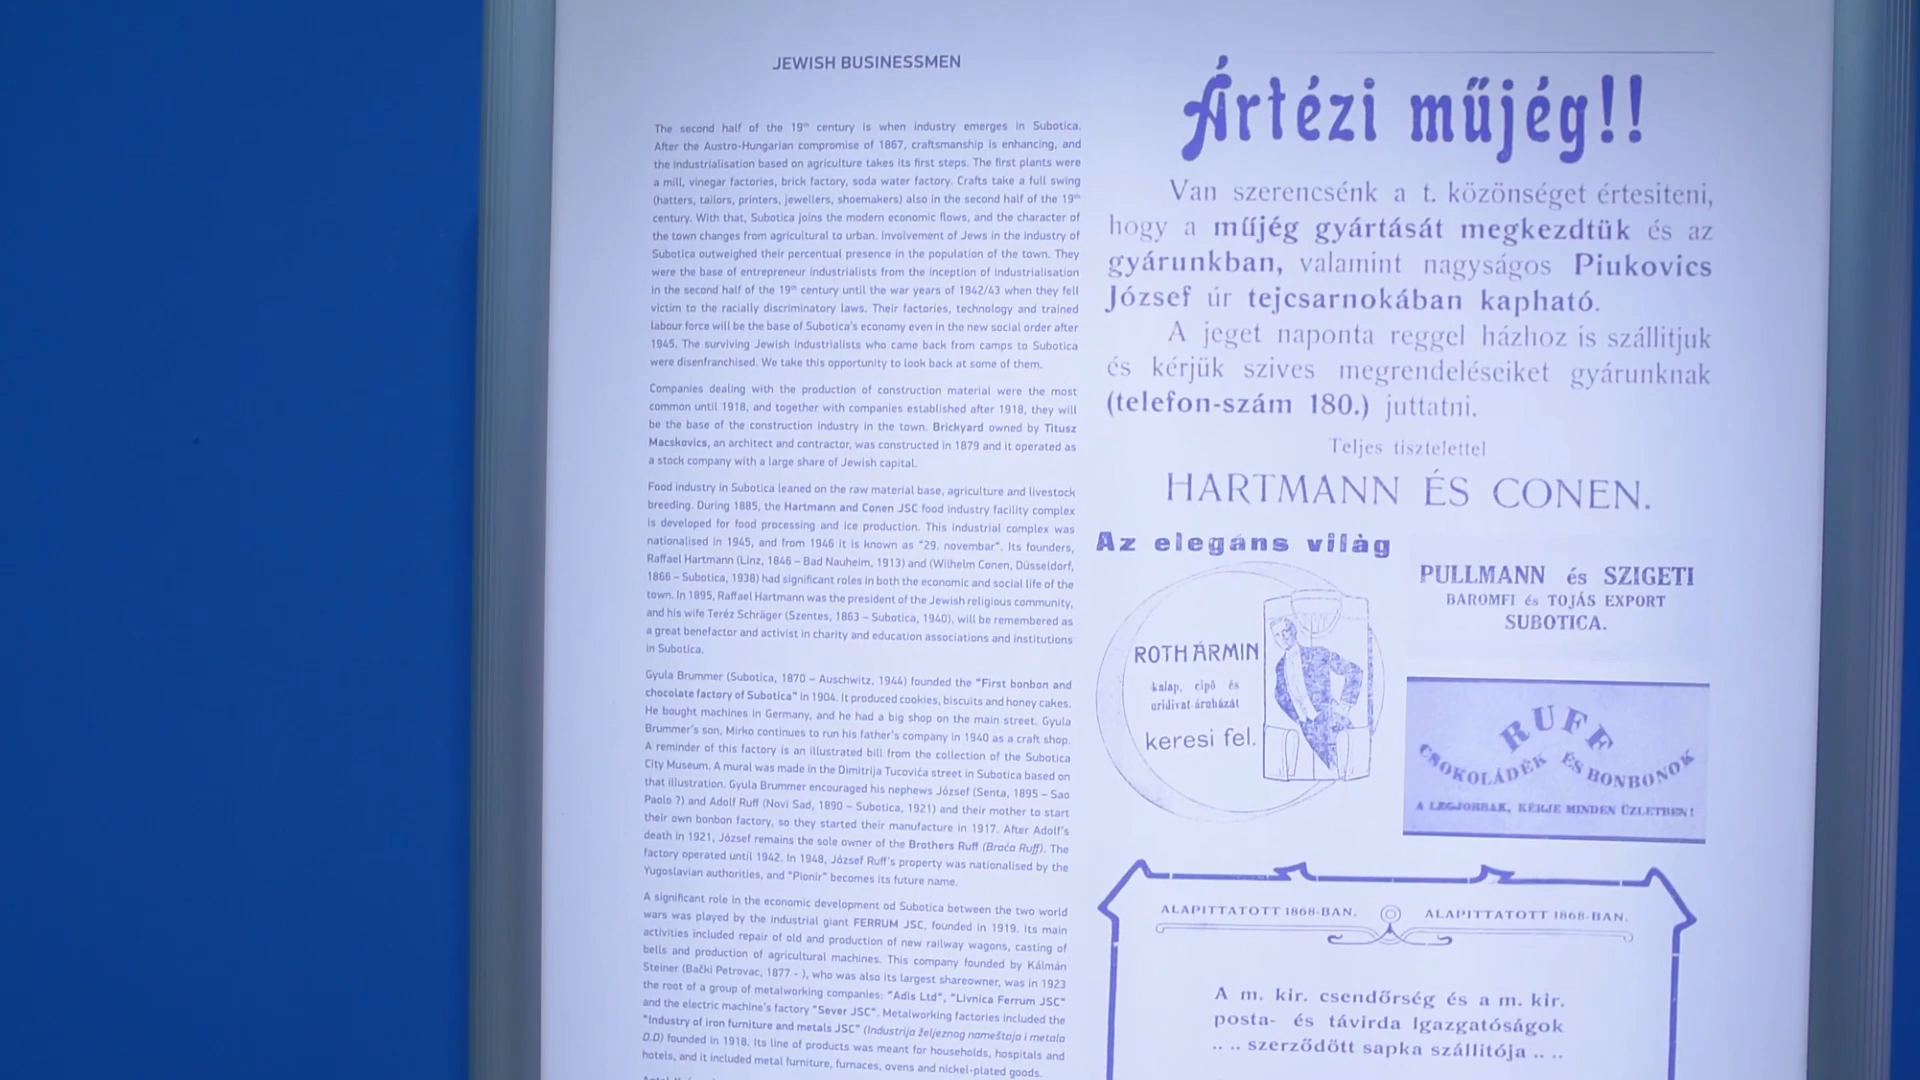 JEWISH BUSINESSMEN
The second half of the 19th century is when industry emerges in Subotica.
After the Austro-Hungarian compromise of 1867, craftsmanship is enhancing, and
the industrialisation based on agriculture takes its first steps. The first plants were
a mill, vinegar factories, brick factory, soda water factory. Crafts take a full swing
(hatters, tailors, printers, jewellers, shoemakers) also in the second half of the 19th
century. With that, Subotica joins the modern economic flows, and the character of
the town changes from agricultural to urban. Involvement of Jews in the industry of
Subotica outweighed their percentual presence in the population of the town. They
were the base of entrepreneur industrialists from the inception of industrialisation
in the second half of the 19th century until the war years of 1942/43 when they fell
victim to the racially discriminatory laws. Their factories, technology and trained
labour force will be the base of Subotica's economy even in the new social order after
1945. The surviving Jewish industrialists who came back from camps to Subotica
were disenfranchised. We take this opportunity to look back at some of them.
Companies dealing with the production of construction material were the most
common until 1918, and together with companies established after 1918, they will
be the base of the construction industry in the town. Brickyard owned by Titusz
Macskovics, an architect and contractor, was constructed in 1879 and it operated as
a stock company with a large share of Jewish capital.
Food industry in Subotica leaned on the raw material base, agriculture and livestock
breeding. During 1885, the Hartmann and Conen JSC food industry facility complex
is developed for food processing and ice production. This industrial complex was
nationalised in 1945, and from 1946 it is known as "29. novembar". Its founders,
Raffael Hartmann (Linz, 1846 – Bad Nauheim, 1913) and (Wilhelm Conen, Düsseldorf,
1866 – Subotica, 1938) had significant roles in both the economic and social life of the
town. In 1895, Raffael Hartmann was the president of the Jewish religious community,
and his wife Teréz Schräger (Szentes, 1863 – Subotica, 1940), will be remembered as
a great benefactor and activist in charity and education associations and institutions
in Subotica.
Gyula Brummer (Subotica, 1870 – Auschwitz, 1944) founded the "First bonbon and
chocolate factory of Subotica" in 1904. It produced cookies, biscuits and honey cakes.
He bought machines in Germany, and he had a big shop on the main street. Gyula
Brummer's son, Mirko continues to run his father's company in 1940 as a craft shop.
A reminder of this factory is an illustrated bill from the collection of the Subotica
City Museum. A mural was made in the Dimitrija Tucovića street in Subotica based on
that illustration. Gyula Brummer encouraged his nephews József (Senta, 1895 – Sao
Paolo ?) and Adolf Ruff (Novi Sad, 1890 – Subotica, 1921) and their mother to start
their own bonbon factory, so they started their manufacture in 1917. After Adolf's
death in 1921, József remains the sole owner of the Brothers Ruff (Braća Ruff). The
factory operated until 1942. In 1948, József Ruff's property was nationalised by the
Yugoslavian authorities, and "Pionir" becomes its future name.
A significant role in the economic development od Subotica between the two world
wars was played by the industrial giant FERRUM JSC, founded in 1919. Its main
activities included repair of old and production of new railway wagons, casting of
bells and production of agricultural machines. This company founded by Kálmán
Steiner (Bački Petrovac, 1877 - ), who was also its largest shareowner, was in 1923
the root of a group of metalworking companies: "Adis Ltd", "Livnica Ferrum JSC"
and the electric machine's factory "Sever JSC". Metalworking factories included the
"Industry of iron furniture and metals JSC" (Industrija željeznog nameštaja i metala
D.D) founded in 1918. Its line of products was meant for households, hospitals and
hotels, and it included metal furniture, furnaces, ovens and nickel-plated goods.
Ártézi műjég!!
Van szerencsénk a t. közönséget értesiteni,
hogy a műjég gyártását megkezdtük és az
gyárunkban, valamint nagyságos Piukovics
József úr tejcsarnokában kapható.
A jeget naponta reggel házhoz is szállitjuk
és kérjük szives megrendeléseiket gyárunknak
(telefon-szám 180.) juttatni.
Teljes tisztelettel
HARTMANN ÉS CONEN.
Az elegáns világ
ROTH ÁRMIN
kalap, cipő és
uridivat áruházát
keresi fel.
PULLMANN és SZIGETI
BAROMFI és TOJÁS EXPORT
SUBOTICA.
RUFF
CSOKOLÁDÉK ÉS BONBONOK
A LEGJOBBAK, KÉRJE MINDEN ÜZLETBEN!
ALAPITTATOTT 1868-BAN. ALAPITTATOTT 1868-BAN.
A m. kir. csendőrség és a m. kir.
posta- és távirda Igazgatóságok
.. .. szerződött sapka szállitója .. ..